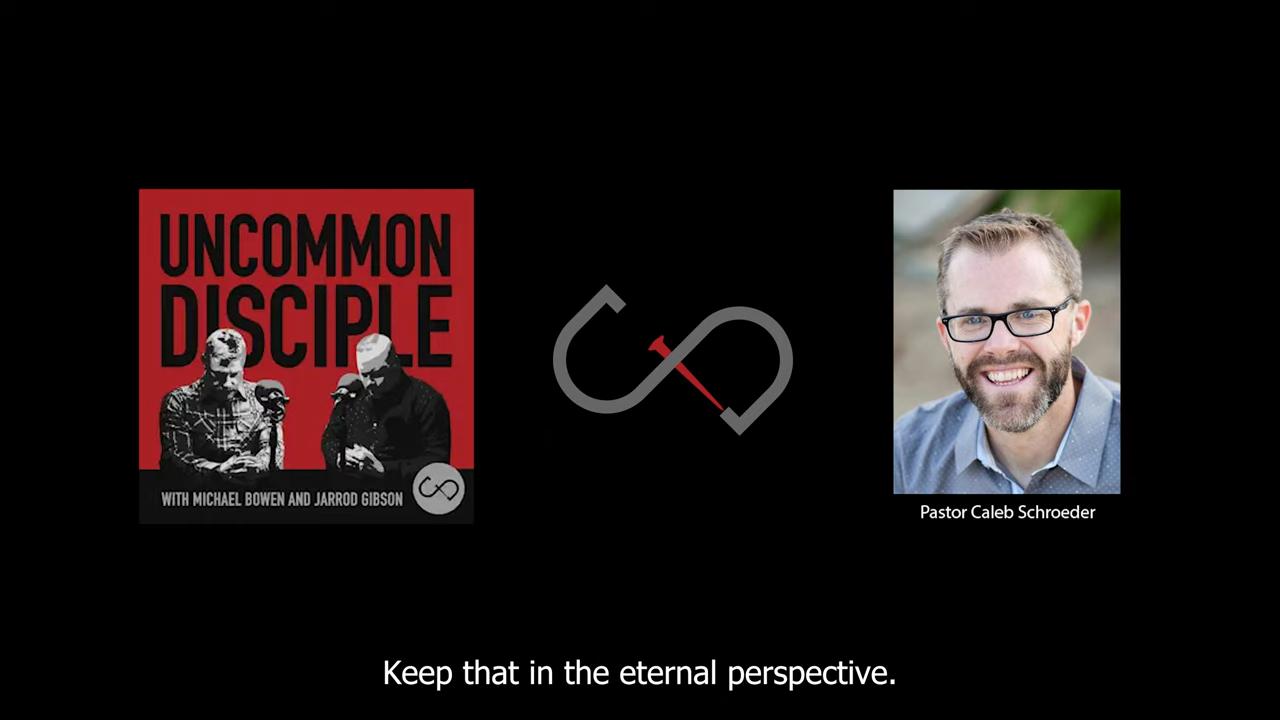 UNCOMMON
DISCIPLE
WITH MICHAEL BOWEN AND JARROD GIBSON
Pastor Caleb Schroeder
Keep that in the eternal perspective.